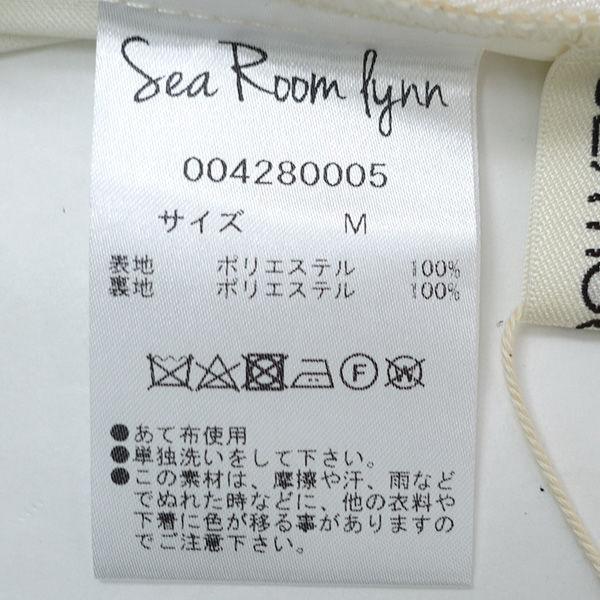 Sea Room lynn
004280005
サイズ M
表地 ポリエステル 100%
裏地 ポリエステル 100%
F W
●あて布使用
●単独洗いをして下さい。
●この素材は、摩擦や汗、雨など
でぬれた時などに、他の衣料や
下着に色が移る事がありますの
でご注意下さい。